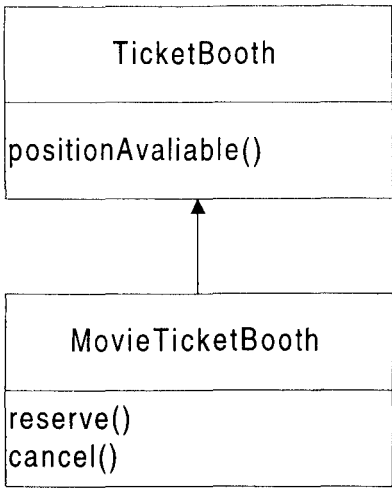 TicketBooth
positionAvaliable()
MovieTicketBooth
reserve()
cancel()